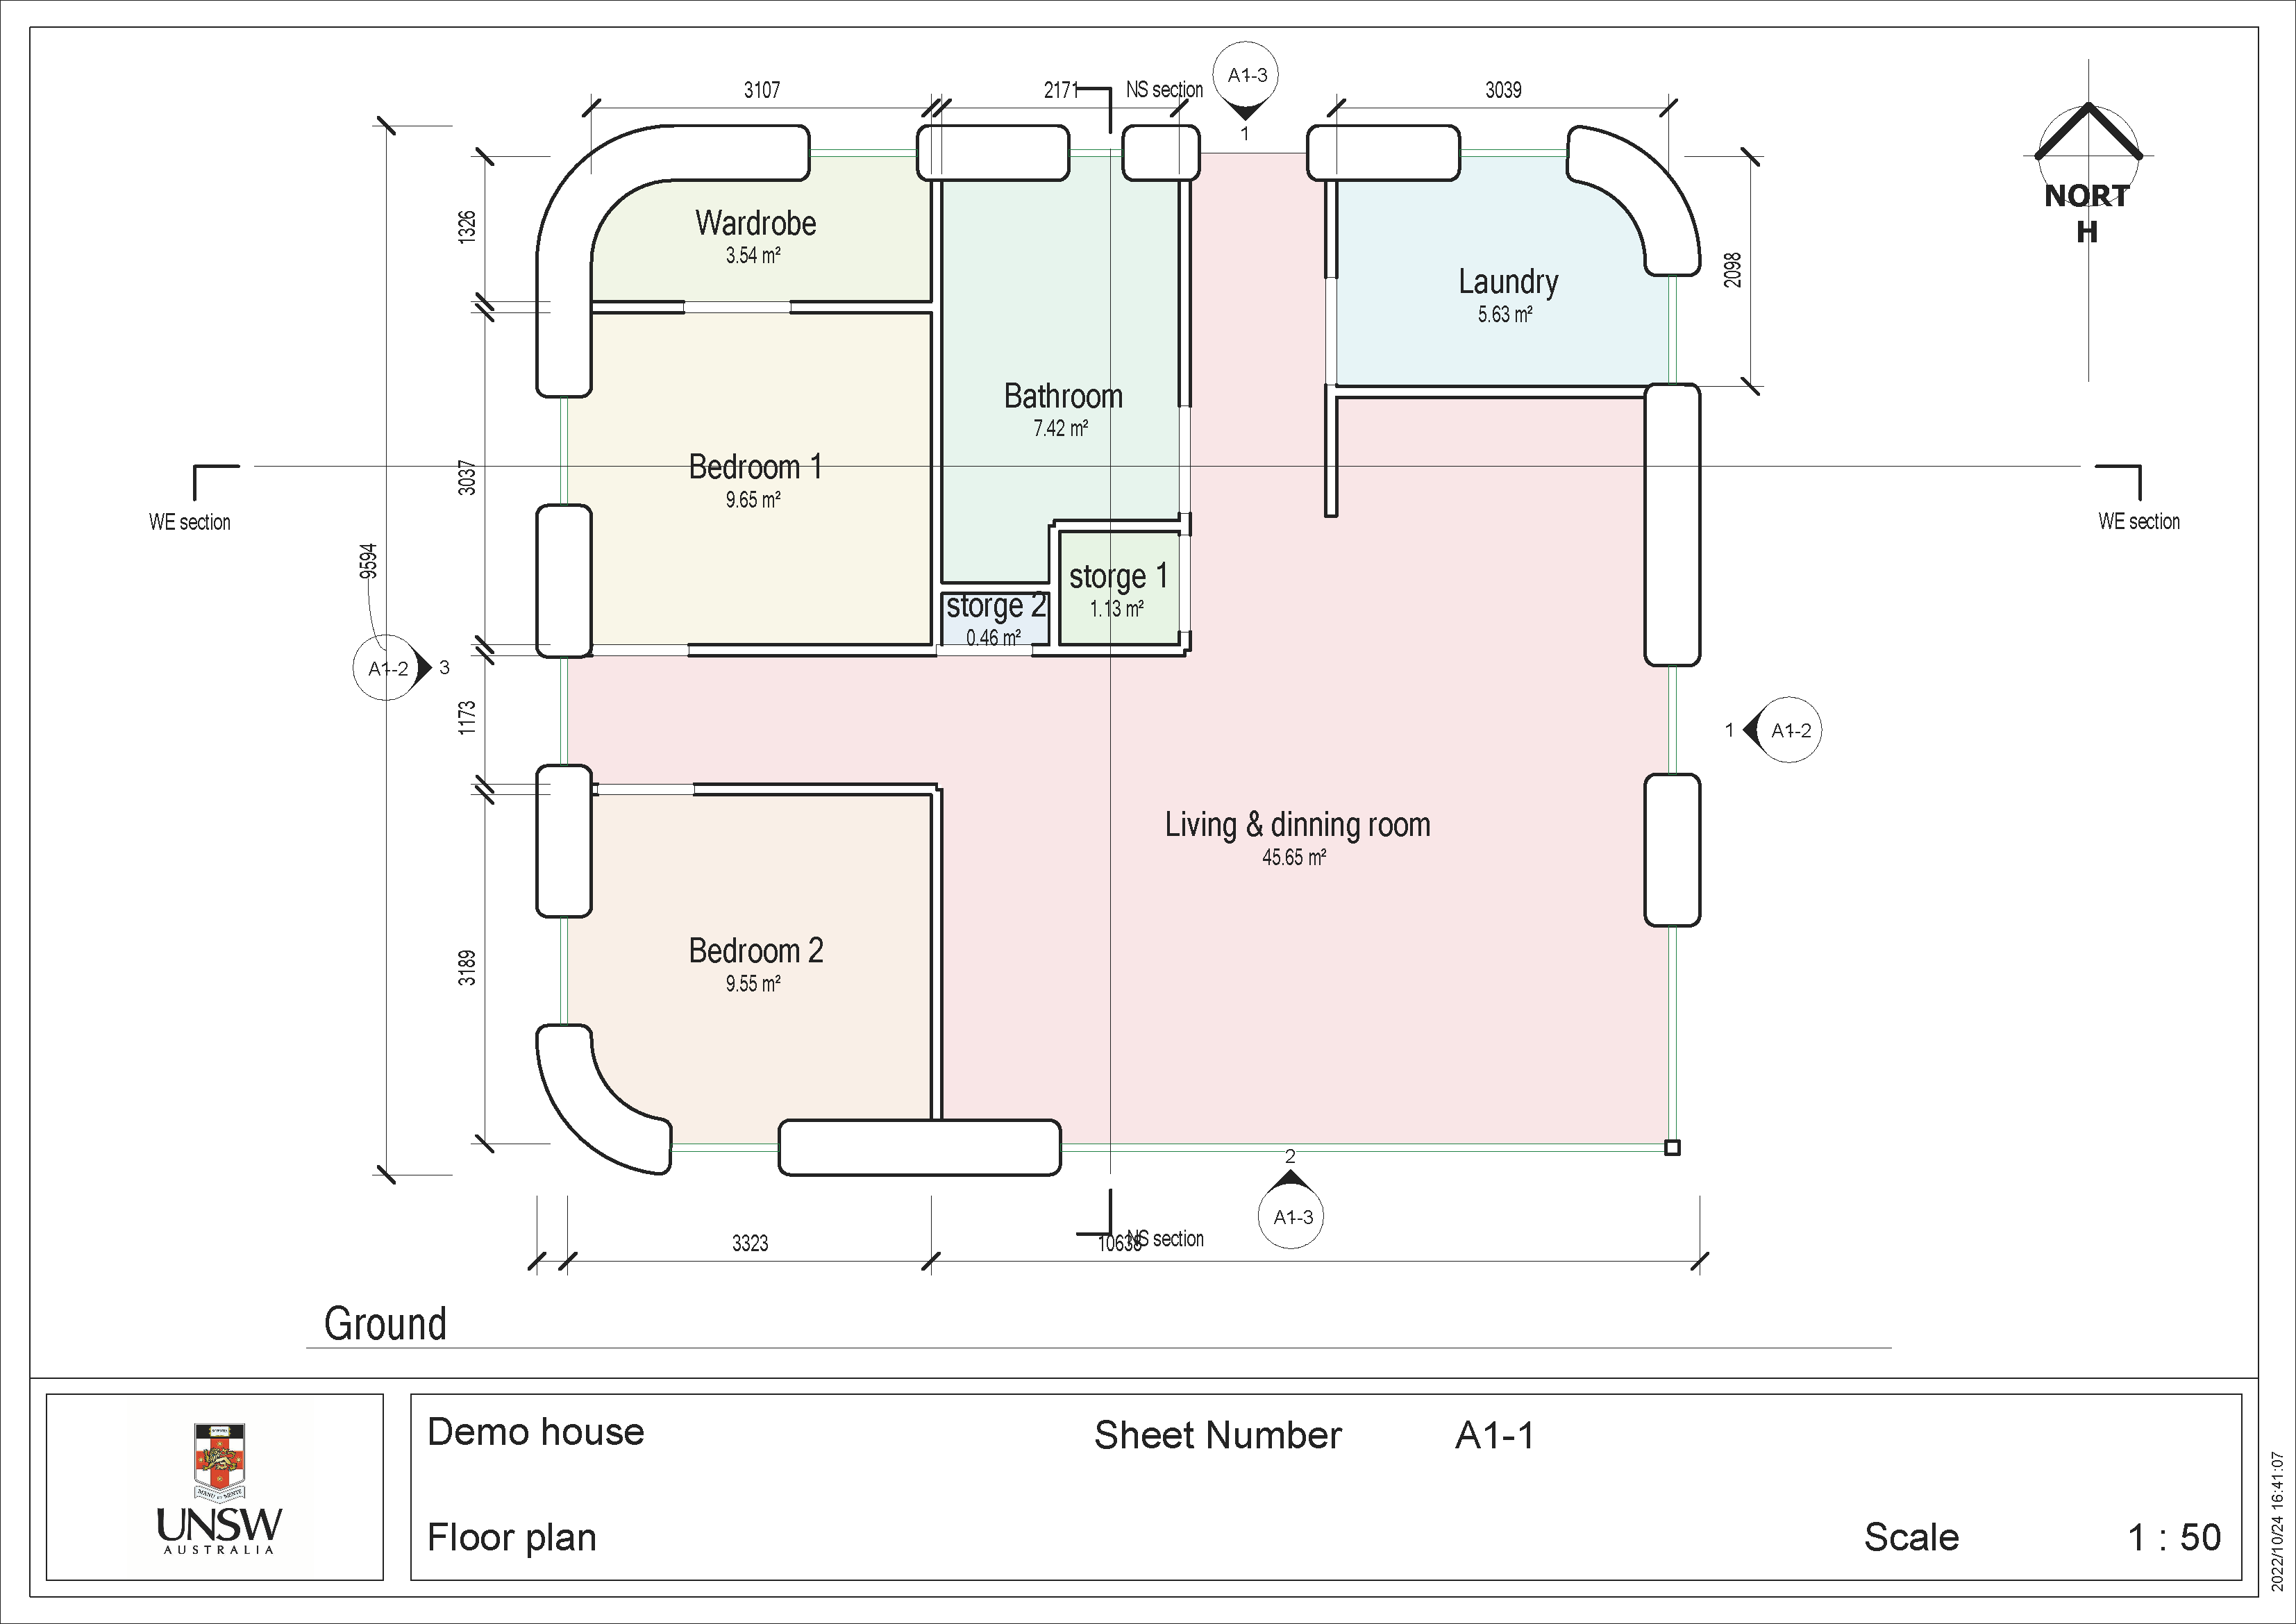 A1-3
1
3107
2171
NS section
3039
NORT
H
1326
Wardrobe
3.54 m²
Laundry
5.63 m²
2098
Bathroom
7.42 m²
3037
Bedroom 1
9.65 m²
WE section
WE section
9594
storge 1
1.13 m²
storge 2
0.46 m²
A1-2
3
1173
1
A1-2
Living & dinning room
45.65 m²
Bedroom 2
9.55 m²
3189
2
A1-3
3323
10638
NS section
Ground
Demo house
Sheet Number
A1-1
UNSW
AUSTRALIA
Floor plan
Scale
1 : 50
2022/10/24 16:41:07